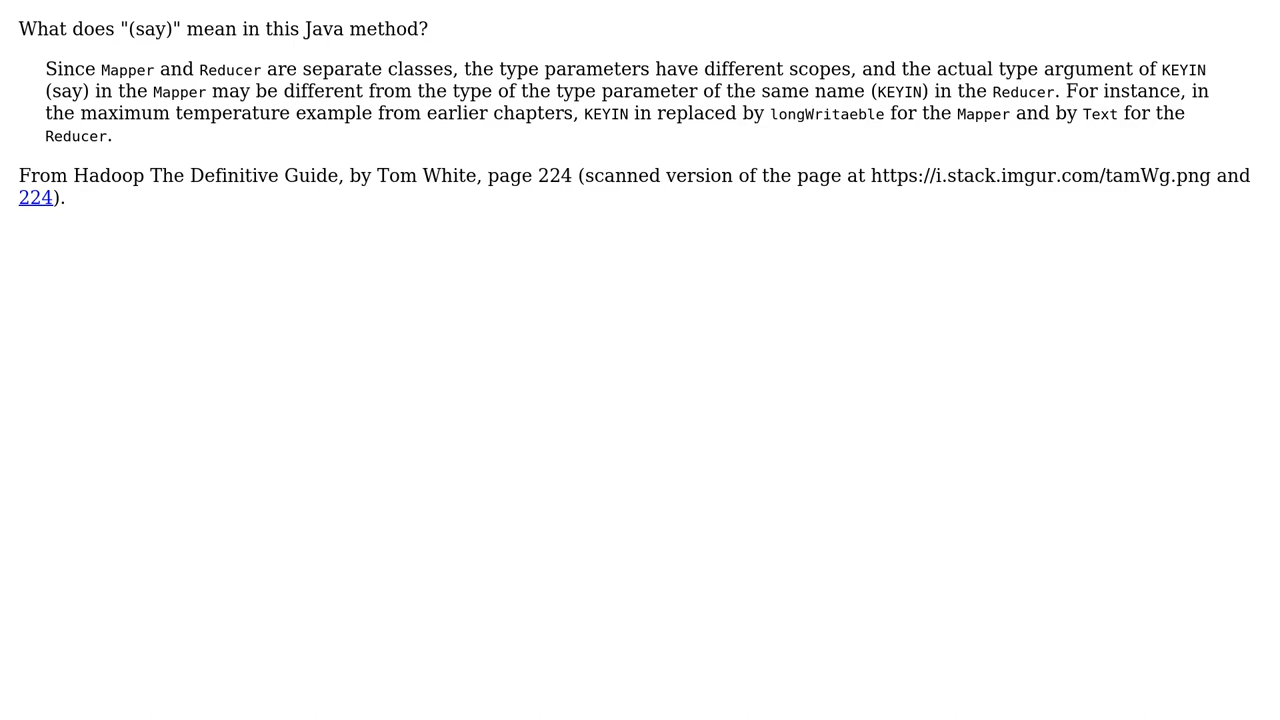 What does "(say)" mean in this Java method?
Since Mapper and Reducer are separate classes, the type parameters have different scopes, and the actual type argument of KEYIN
(say) in the Mapper may be different from the type of the type parameter of the same name (KEYIN) in the Reducer. For instance, in
the maximum temperature example from earlier chapters, KEYIN in replaced by longWritaeble for the Mapper and by Text for the
Reducer.
From Hadoop The Definitive Guide, by Tom White, page 224 (scanned version of the page at https://i.stack.imgur.com/tamWg.png and
224).